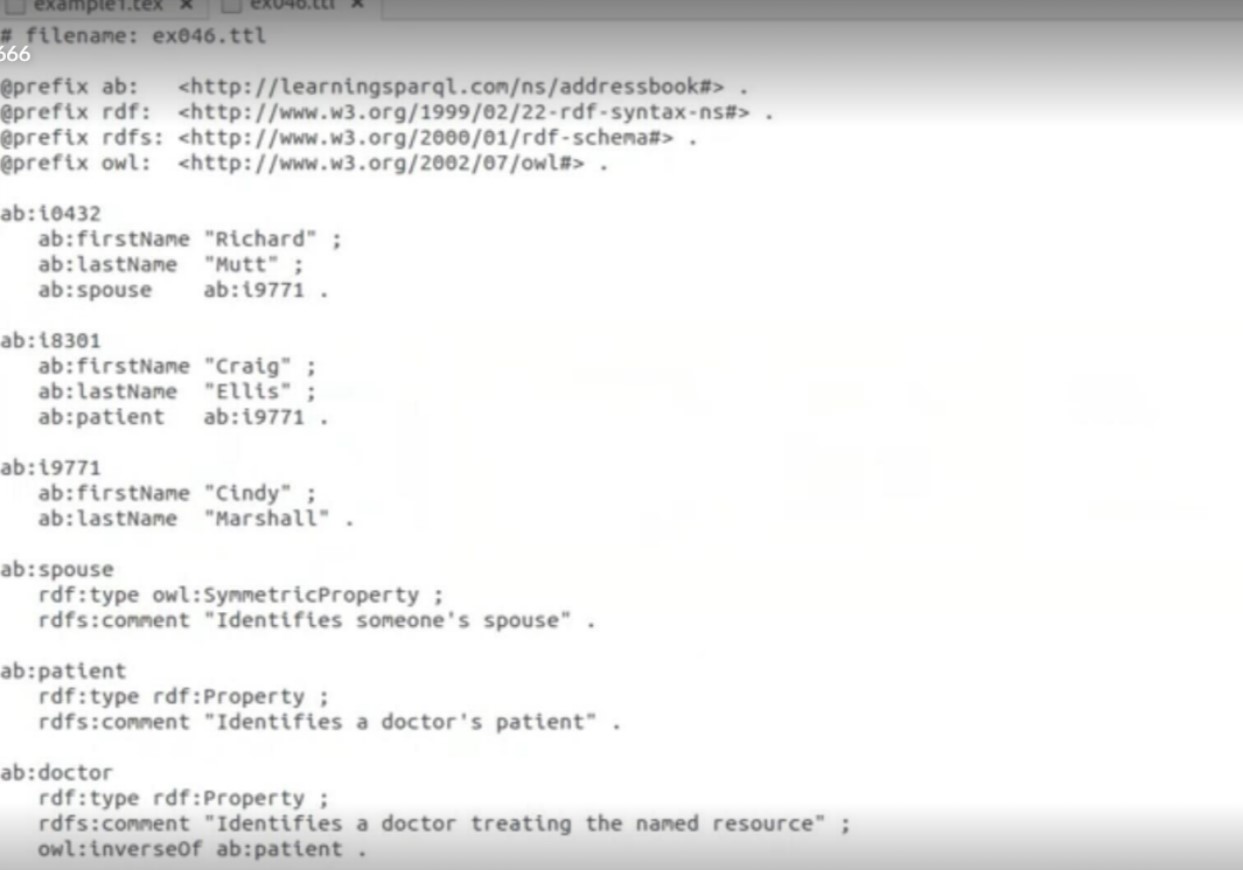 example1.tex × ex046.ttl ×
# filename: ex046.ttl
666
@prefix ab: <http://learningsparql.com/ns/addressbook#> .
@prefix rdf: <http://www.w3.org/1999/02/22-rdf-syntax-ns#> .
@prefix rdfs: <http://www.w3.org/2000/01/rdf-schema#> .
@prefix owl: <http://www.w3.org/2002/07/owl#> .
ab:i0432
ab:firstName "Richard" ;
ab:lastName "Mutt" ;
ab:spouse ab:i9771 .
ab:i8301
ab:firstName "Craig" ;
ab:lastName "Ellis" ;
ab:patient ab:i9771 .
ab:i9771
ab:firstName "Cindy" ;
ab:lastName "Marshall" .
ab:spouse
rdf:type owl:SymmetricProperty ;
rdfs:comment "Identifies someone's spouse" .
ab:patient
rdf:type rdf:Property ;
rdfs:comment "Identifies a doctor's patient" .
ab:doctor
rdf:type rdf:Property ;
rdfs:comment "Identifies a doctor treating the named resource" ;
owl:inverseOf ab:patient .